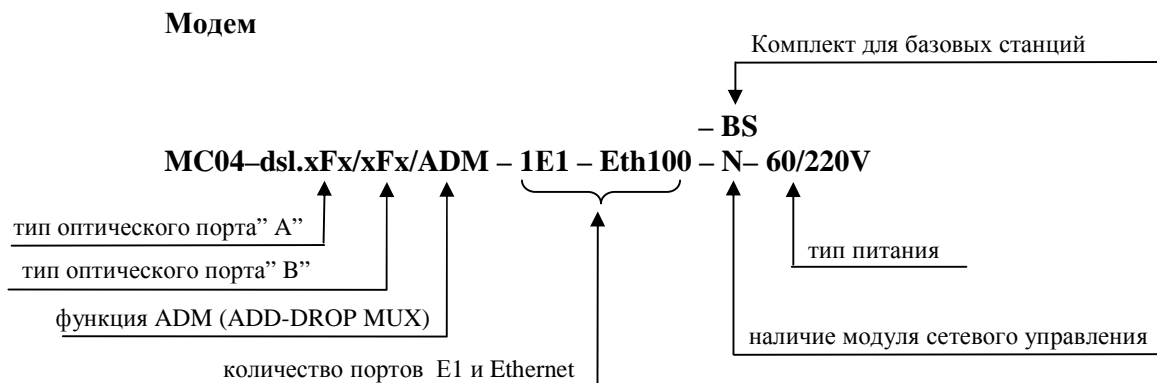 Модем
Комплект для базовых станций
– BS
MC04–dsl.xFx/xFx/ADM – 1E1 – Eth100 – N– 60/220V
тип оптического порта” А”
тип питания
тип оптического порта” В”
функция ADM (ADD-DROP MUX)
наличие модуля сетевого управления
количество портов Е1 и Ethernet